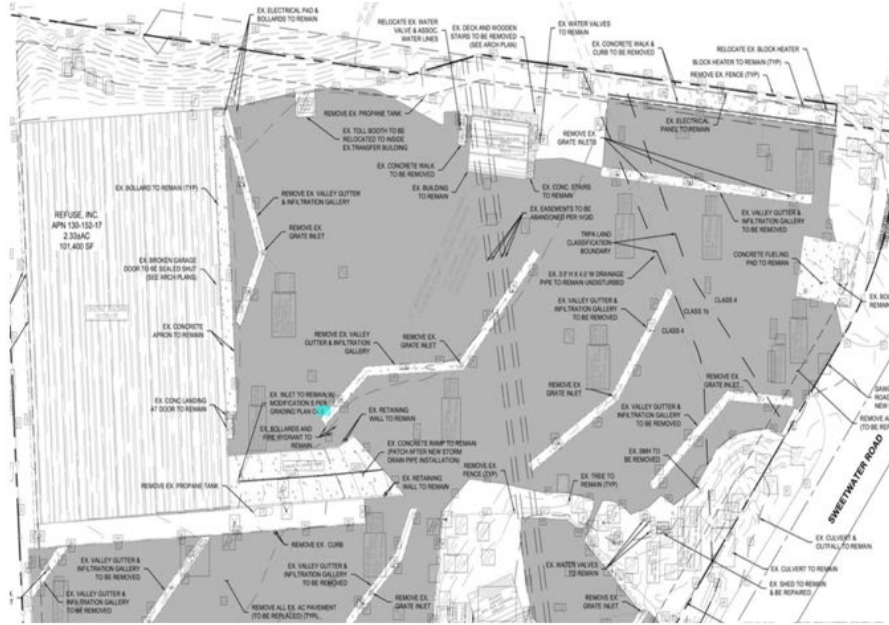 EX. ELECTRICAL PAD &
BOLLARDS TO REMAIN
RELOCATE EX. WATER
VALVE & ASSOC.
WATER LINES
EX. DECK AND WOODEN
STAIRS TO BE REMOVED
(SEE ARCH PLAN)
EX. WATER VALVES
TO REMAIN
EX. CONCRETE WALK &
CURB TO BE REMOVED
RELOCATE EX. BLOCK HEATER
BLOCK HEATER TO REMAIN (TYP)
REMOVE EX. FENCE (TYP)
REMOVE EX. PROPANE TANK
EX. TOLL BOOTH TO BE
RELOCATED TO INSIDE
EX.TRANSFER BUILDING
EX. CONCRETE WALK
TO BE REMOVED
REMOVE EX.
GRATE INLETS
EX. ELECTRICAL
PANEL TO REMAIN
EX. BOLLARD TO REMAIN (TYP)
REMOVE EX. VALLEY GUTTER
& INFILTRATION GALLERY
EX. BUILDING
TO REMAIN
EX. CONC. STAIRS
TO REMAIN
EX. EASEMENTS TO BE
ABANDONED PER IVGID
EX. VALLEY GUTTER &
INFILTRATION GALLERY
TO BE REMOVED
REFUSE, INC.
APN 130-152-17
2.33±AC
101,400 SF
REMOVE EX.
GRATE INLET
TRPA LAND
CLASSIFICATION
BOUNDARY
CONCRETE FUELING
PAD TO REMAIN
EX. BROKEN GARAGE
DOOR TO BE SEALED SHUT
(SEE ARCH PLANS)
EX. 3.0' H X 4.0' W DRAINAGE
PIPE TO REMAIN UNDISTURBED
EX. VALLEY GUTTER &
INFILTRATION GALLERY
TO BE REMOVED
CLASS 4
CLASS 1b
CLASS 4
EX. CONCRETE
APRON TO REMAIN
REMOVE EX. VALLEY
GUTTER & INFILTRATION
GALLERY
REMOVE EX.
GRATE INLET
REMOVE EX.
GRATE INLET
REMOVE EX.
GRATE INLET
EX. CONC LANDING
AT DOOR TO REMAIN
EX. INLET TO REMAIN W/
MODIFICATIONS PER
GRADING PLAN
EX. RETAINING
WALL TO REMAIN
EX. VALLEY GUTTER &
INFILTRATION GALLERY
TO BE REMOVED
EX. BOLLARDS AND
FIRE HYDRANT TO
REMAIN
EX. CONCRETE RAMP TO REMAIN
(PATCH AFTER NEW STORM
DRAIN PIPE INSTALLATION)
EX. SMH TO
BE REMOVED
REMOVE EX. PROPANE TANK
EX. RETAINING
WALL TO REMAIN
REMOVE EX.
FENCE (TYP)
EX. TREE TO
REMAIN (TYP)
SWEETWATER ROAD
REMOVE EX. CURB
EX. CULVERT &
OUTFALL TO REMAIN
EX. VALLEY GUTTER &
INFILTRATION GALLERY
TO BE REMOVED
EX. VALLEY GUTTER &
INFILTRATION GALLERY
TO BE REMOVED
EX. WATER VALVES
TO REMAIN
EX. CULVERT TO REMAIN
EX. SHED TO REMAIN
& BE REPAIRED
EX. VALLEY GUTTER &
INFILTRATION GALLERY
TO BE REMOVED
REMOVE ALL EX. AC PAVEMENT
(TO BE REPLACED) (TYP)
REMOVE EX.
GRATE INLET
REMOVE EX.
GRATE INLET